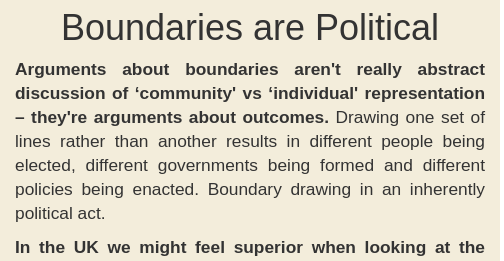 Boundaries are Political
Arguments about boundaries aren't really abstract
discussion of ‘community' vs ‘individual' representation
– they're arguments about outcomes. Drawing one set of
lines rather than another results in different people being
elected, different governments being formed and different
policies being enacted. Boundary drawing in an inherently
political act.
In the UK we might feel superior when looking at the